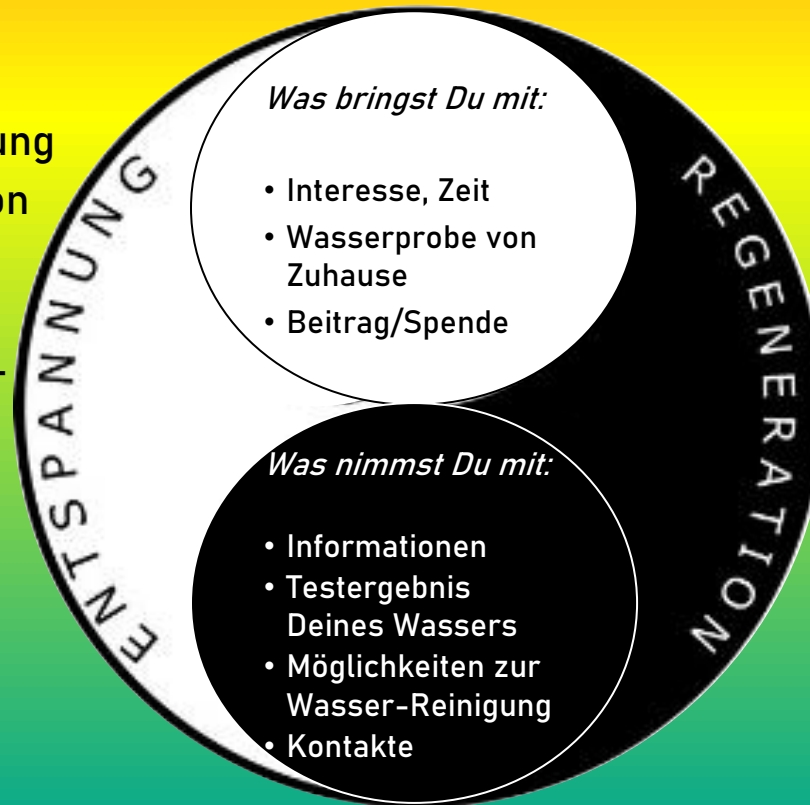 ung
on
-
ENTSPANNUNG
Was bringst Du mit:
• Interesse, Zeit
• Wasserprobe von
Zuhause
• Beitrag/Spende
Was nimmst Du mit:
• Informationen
• Testergebnis
Deines Wassers
• Möglichkeiten zur
Wasser-Reinigung
• Kontakte
REGENERATION